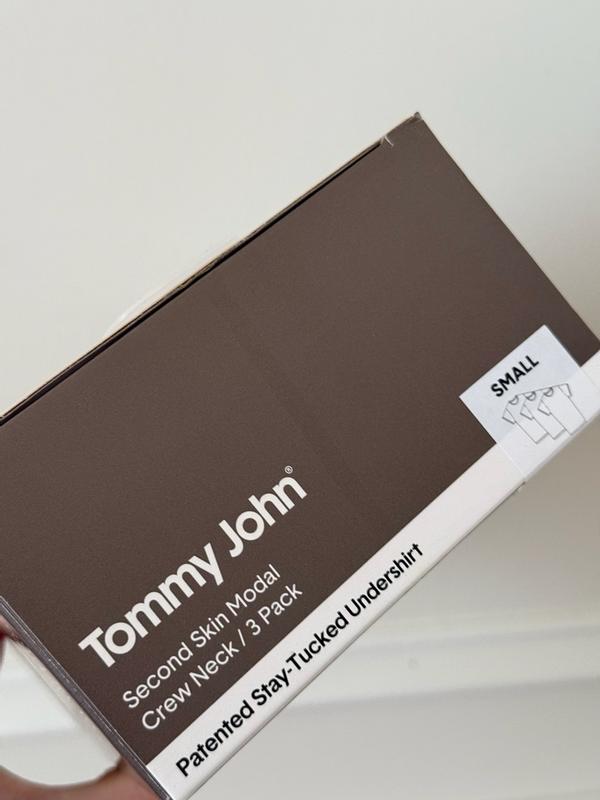 SMALL
Tommy John®
Second Skin Modal
Crew Neck / 3 Pack
Patented Stay-Tucked Undershirt